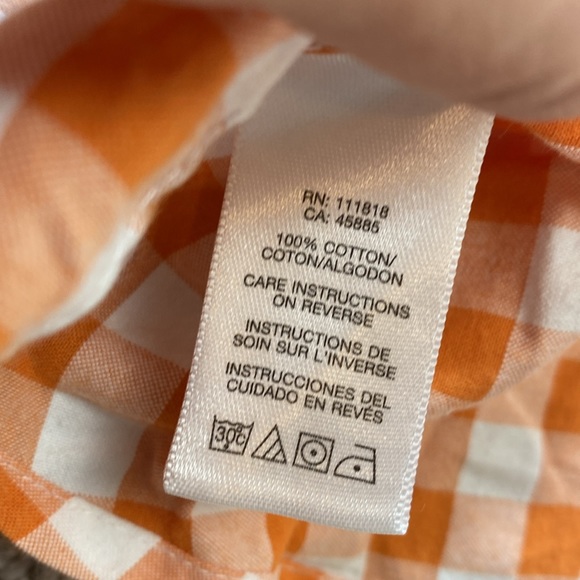 RN: 111818
CA: 45885
100% COTTON/
COTON/ALGODON
CARE INSTRUCTIONS
ON REVERSE
INSTRUCTIONS DE
SOIN SUR L'INVERSE
INSTRUCCIONES DEL
CUIDADO EN REVÉS
30c